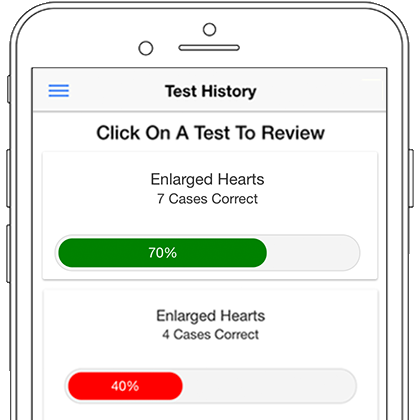 Test History
Click On A Test To Review
Enlarged Hearts
7 Cases Correct
70%
Enlarged Hearts
4 Cases Correct
40%